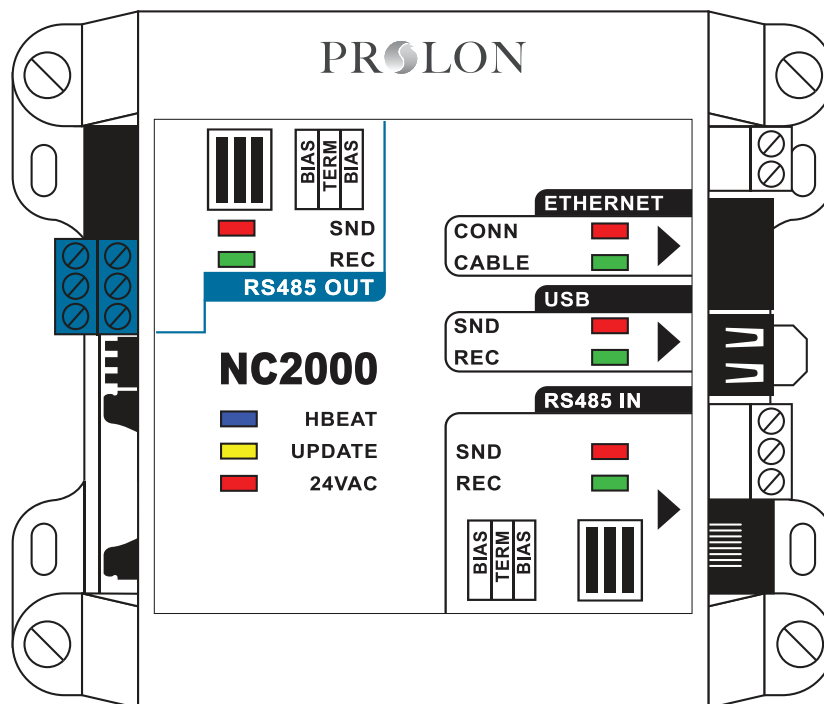 PROLON
BIAS
TERM
BIAS
SND
REC
RS485 OUT
ETHERNET
CONN
CABLE
USB
SND
REC
NC2000
HBEAT
UPDATE
24VAC
RS485 IN
SND
REC
BIAS
TERM
BIAS